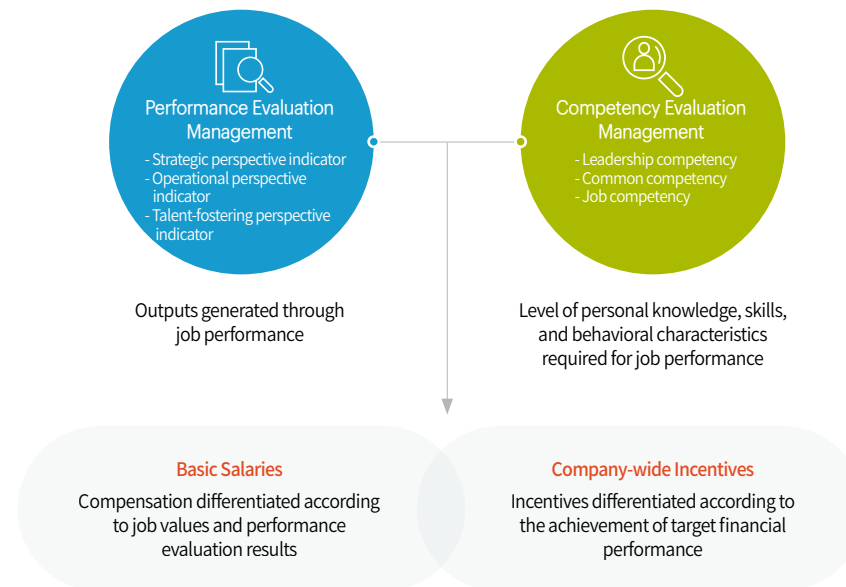 Performance Evaluation
Management
- Strategic perspective indicator
- Operational perspective
indicator
- Talent-fostering perspective
indicator
Competency Evaluation
Management
- Leadership competency
- Common competency
- Job competency
Outputs generated through
job performance
Level of personal knowledge, skills,
and behavioral characteristics
required for job performance
Basic Salaries
Compensation differentiated according
to job values and performance
evaluation results
Company-wide Incentives
Incentives differentiated according to
the achievement of target financial
performance